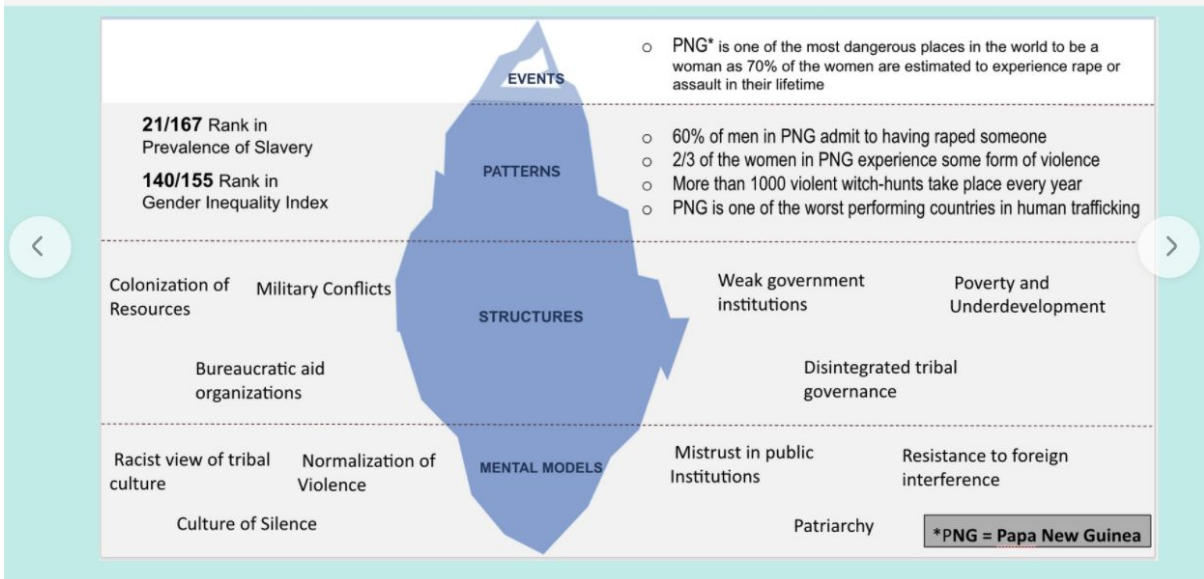 EVENTS
○ PNG* is one of the most dangerous places in the world to be a
woman as 70% of the women are estimated to experience rape or
assault in their lifetime
21/167 Rank in
Prevalence of Slavery
140/155 Rank in
Gender Inequality Index
PATTERNS
○ 60% of men in PNG admit to having raped someone
○ 2/3 of the women in PNG experience some form of violence
○ More than 1000 violent witch-hunts take place every year
○ PNG is one of the worst performing countries in human trafficking
Colonization of
Resources
Military Conflicts
Bureaucratic aid
organizations
STRUCTURES
Weak government
institutions
Poverty and
Underdevelopment
Disintegrated tribal
governance
Racist view of tribal
culture
Normalization of
Violence
Culture of Silence
MENTAL MODELS
Mistrust in public
Institutions
Resistance to foreign
interference
Patriarchy
*PNG = Papa New Guinea